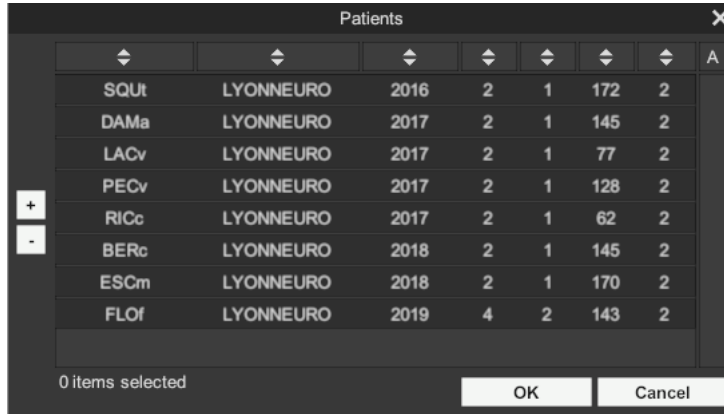 Patients
A
SQUt LYONNEURO 2016 2 1 172 2
DAMa LYONNEURO 2017 2 1 145 2
LACv LYONNEURO 2017 2 1 77 2
PECv LYONNEURO 2017 2 1 128 2
RICc LYONNEURO 2017 2 1 62 2
BERc LYONNEURO 2018 2 1 145 2
ESCm LYONNEURO 2018 2 1 170 2
FLOf LYONNEURO 2019 4 2 143 2
+
-
0 items selected
OK Cancel